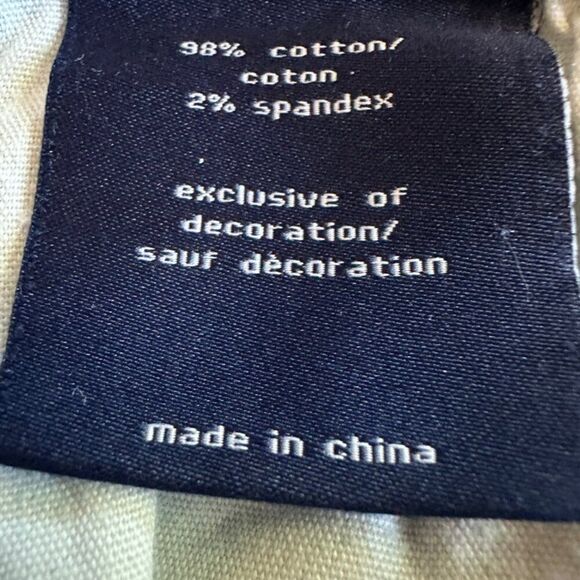 98% cotton/
coton
2% spandex
exclusive of
decoration/
sauf dècoration
made in china